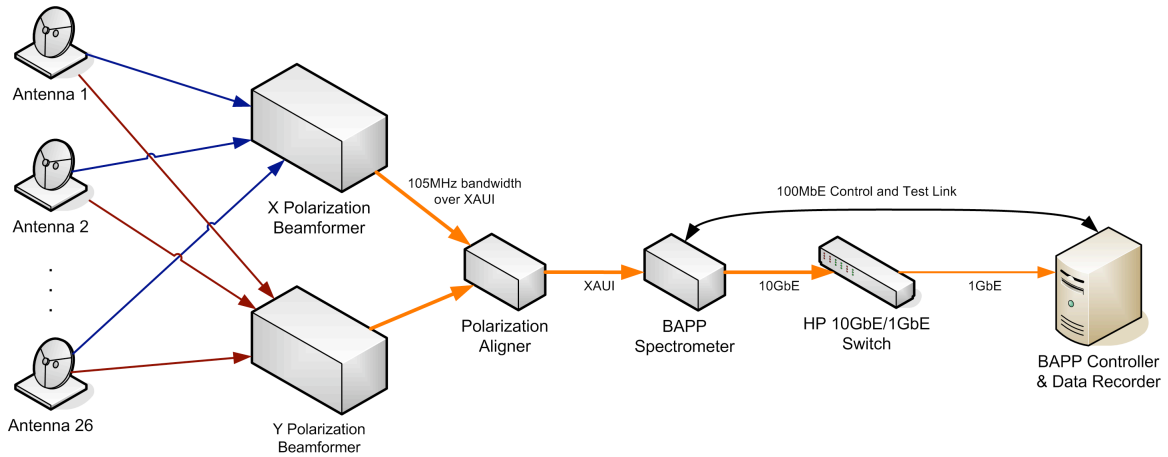 Antenna 1
Antenna 2
.
.
.
Antenna 26
X Polarization
Beamformer
Y Polarization
Beamformer
105MHz bandwidth
over XAUI
Polarization
Aligner
XAUI
BAPP
Spectrometer
10GbE
100MbE Control and Test Link
HP 10GbE/1GbE
Switch
1GbE
BAPP Controller
& Data Recorder